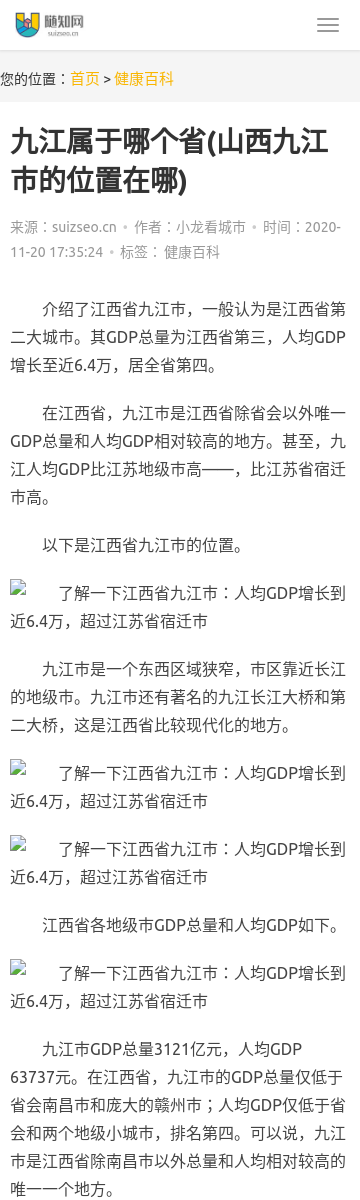 随知网
suizseo.cn
您的位置：首页 > 健康百科
九江属于哪个省(山西九江
市的位置在哪)
来源：suizseo.cn • 作者：小龙看城市 • 时间：2020-
11-20 17:35:24 • 标签： 健康百科
介绍了江西省九江市，一般认为是江西省第
二大城市。其GDP总量为江西省第三，人均GDP
增长至近6.4万，居全省第四。
在江西省，九江市是江西省除省会以外唯一
GDP总量和人均GDP相对较高的地方。甚至，九
江人均GDP比江苏地级市高——，比江苏省宿迁
市高。
以下是江西省九江市的位置。
了解一下江西省九江市：人均GDP增长到
近6.4万，超过江苏省宿迁市
九江市是一个东西区域狭窄，市区靠近长江
的地级市。九江市还有著名的九江长江大桥和第
二大桥，这是江西省比较现代化的地方。
了解一下江西省九江市：人均GDP增长到
近6.4万，超过江苏省宿迁市
了解一下江西省九江市：人均GDP增长到
近6.4万，超过江苏省宿迁市
江西省各地级市GDP总量和人均GDP如下。
了解一下江西省九江市：人均GDP增长到
近6.4万，超过江苏省宿迁市
九江市GDP总量3121亿元，人均GDP
63737元。在江西省，九江市的GDP总量仅低于
省会南昌市和庞大的赣州市；人均GDP仅低于省
会和两个地级小城市，排名第四。可以说，九江
市是江西省除南昌市以外总量和人均相对较高的
唯一一个地方。